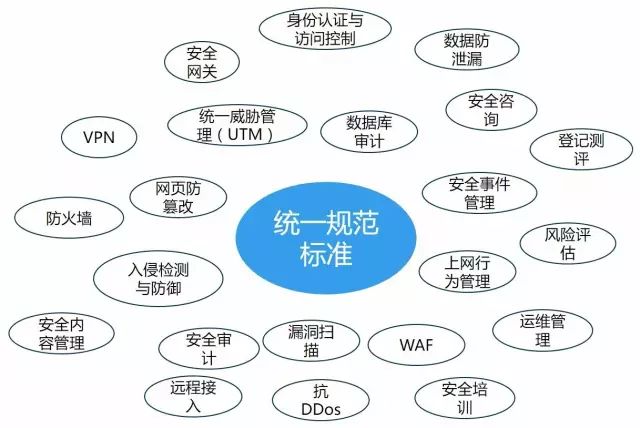 身份认证与
访问控制
数据防
泄漏
安全
网关
安全咨
询
统一威胁管
理（UTM）
数据库
审计
VPN
登记测
评
网页防
篡改
安全事件
管理
防火墙
统一规范
标准
风险评
估
入侵检测
与防御
上网行
为管理
安全内
容管理
安全审
计
漏洞扫
描
WAF
运维管
理
远程接
入
抗
DDos
安全培
训